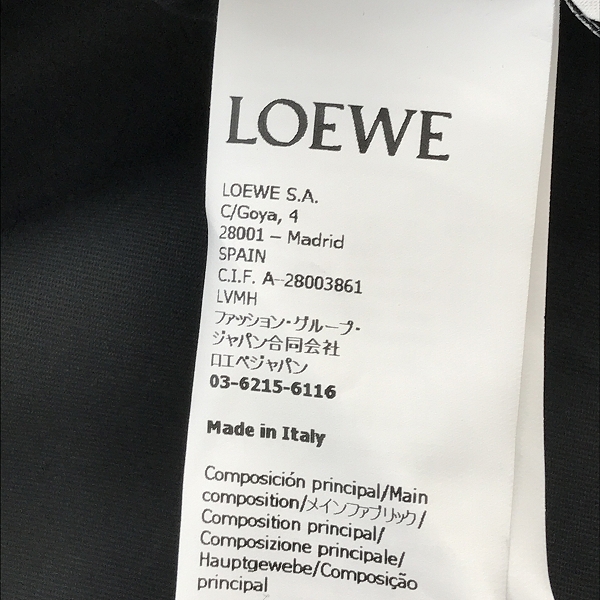 LOEWE
LOEWE S.A.
C/Goya, 4
28001 – Madrid
SPAIN
C.I.F. A-28003861
LVMH
ファッション・グループ・
ジャパン合同会社
ロエベジャパン
03-6215-6116
Made in Italy
Composición principal/Main
composition/メインファブリック/
Composition principal/
Composizione principale/
Hauptgewebe/Composição
principal